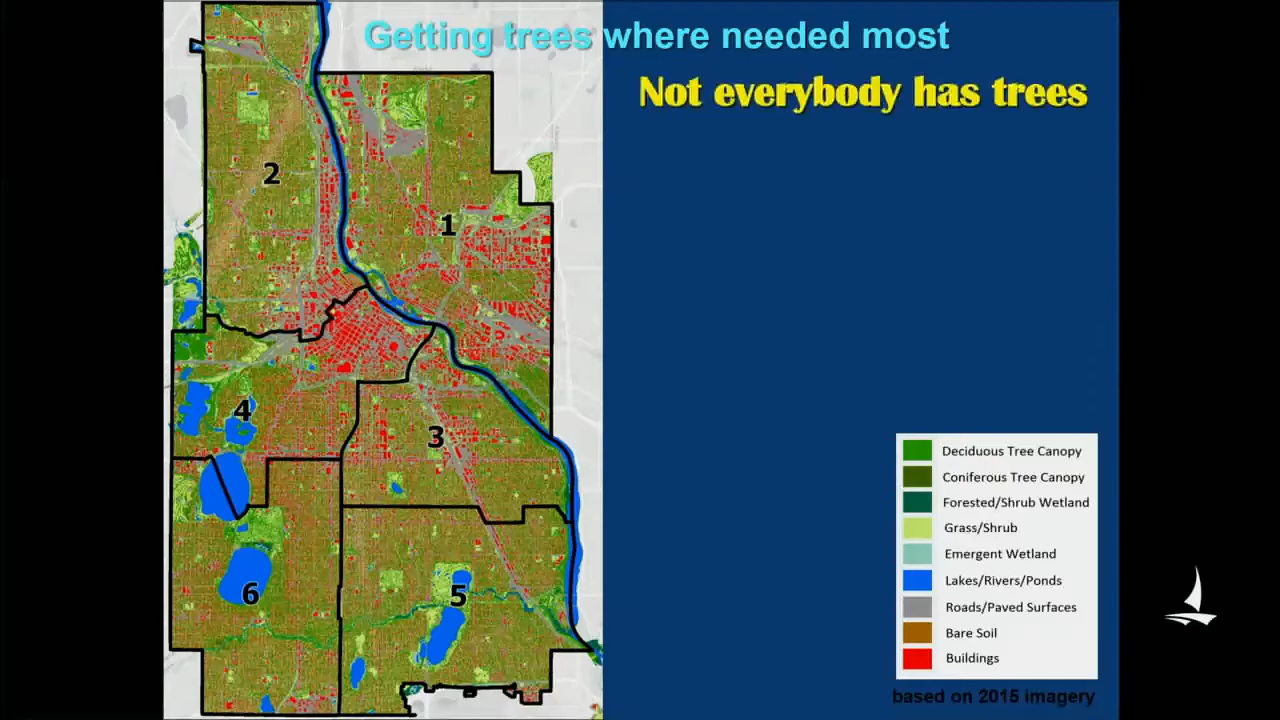 Getting trees where needed most
Not everybody has trees
2
1
4
3
6
5
Deciduous Tree Canopy
Coniferous Tree Canopy
Forested/Shrub Wetland
Grass/Shrub
Emergent Wetland
Lakes/Rivers/Ponds
Roads/Paved Surfaces
Bare Soil
Buildings
based on 2015 imagery